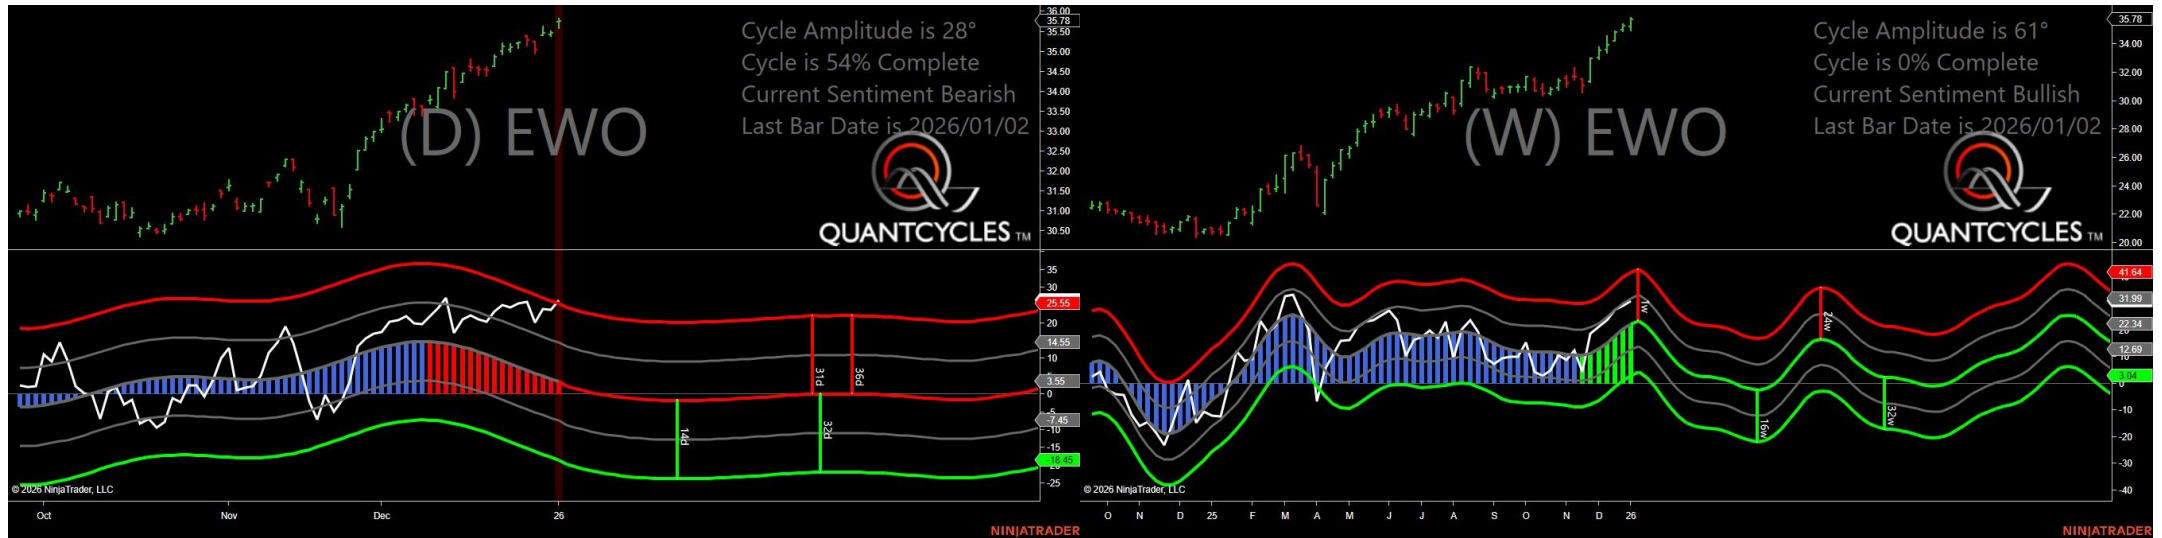 Cycle Amplitude is 28°
Cycle is 54% Complete
Current Sentiment Bearish
Last Bar Date is 2026/01/02
(D) EWO
QUANTCYCLES TM
36.00
35.78
35.50
35.00
34.50
34.00
33.50
33.00
32.50
32.00
31.50
31.00
30.50
35
30
25.55
20
14.55
10
3.55
0
-7.45
-10
-15
-18.45
-25
14d
31d
32d
36d
© 2026 NinjaTrader, LLC
Oct Nov Dec 26
NINJATRADER
Cycle Amplitude is 61°
Cycle is 0% Complete
Current Sentiment Bullish
Last Bar Date is 2026/01/02
(W) EWO
QUANTCYCLES TM
35.78
34.00
32.00
30.00
28.00
26.00
24.00
22.00
20.00
41.64
31.99
22.34
12.69
3.04
0
-10
-20
-30
-40
1w
16w
24w
32w
© 2026 NinjaTrader, LLC
O N D 25 F M A M J J A S O N D 26
NINJATRADER